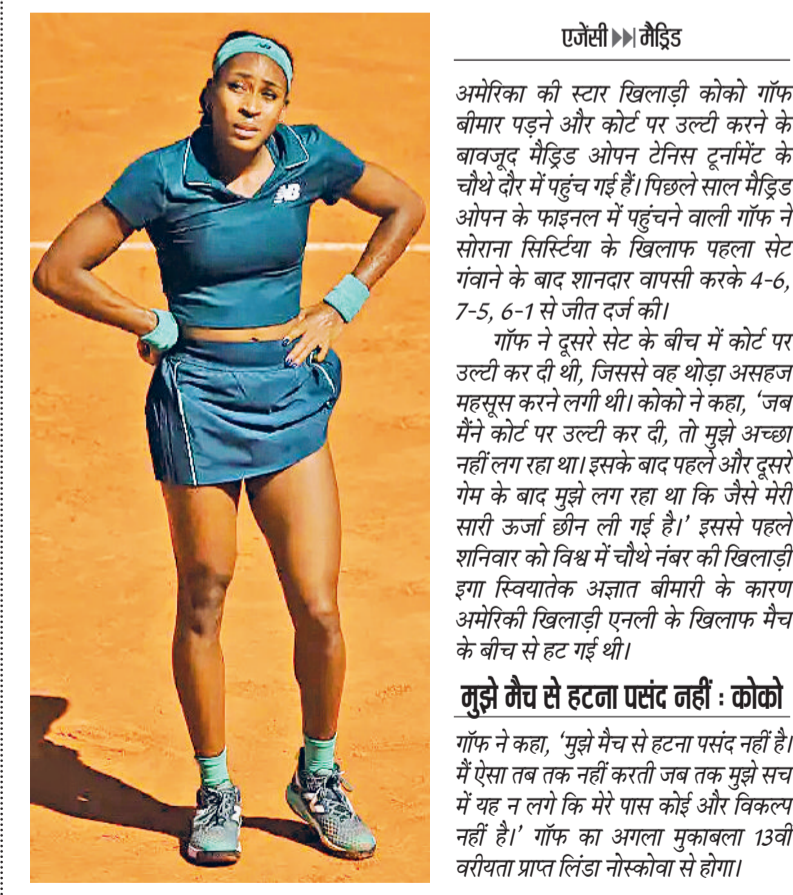 एजेंसी ▸▸| मैड्रिड
अमेरिका की स्टार खिलाड़ी कोको गॉफ
बीमार पड़ने और कोर्ट पर उल्टी करने के
बावजूद मैड्रिड ओपन टेनिस टूर्नामेंट के
चौथे दौर में पहुंच गई हैं। पिछले साल मैड्रिड
ओपन के फाइनल में पहुंचने वाली गॉफ ने
सोराना सिर्स्टिया के खिलाफ पहला सेट
गंवाने के बाद शानदार वापसी करके 4-6,
7-5, 6-1 से जीत दर्ज की।
गॉफ ने दूसरे सेट के बीच में कोर्ट पर
उल्टी कर दी थी, जिससे वह थोड़ा असहज
महसूस करने लगी थी। कोको ने कहा, ‘जब
मैंने कोर्ट पर उल्टी कर दी, तो मुझे अच्छा
नहीं लग रहा था। इसके बाद पहले और दूसरे
गेम के बाद मुझे लग रहा था कि जैसे मेरी
सारी ऊर्जा छीन ली गई है।’ इससे पहले
शनिवार को विश्व में चौथे नंबर की खिलाड़ी
इगा स्वियातेक अज्ञात बीमारी के कारण
अमेरिकी खिलाड़ी एनली के खिलाफ मैच
के बीच से हट गई थी।
मुझे मैच से हटना पसंद नहीं : कोको
गॉफ ने कहा, ‘मुझे मैच से हटना पसंद नहीं है।
मैं ऐसा तब तक नहीं करती जब तक मुझे सच
में यह न लगे कि मेरे पास कोई और विकल्प
नहीं है।’ गॉफ का अगला मुकाबला 13वीं
वरीयता प्राप्त लिंडा नोस्कोवा से होगा।
NB